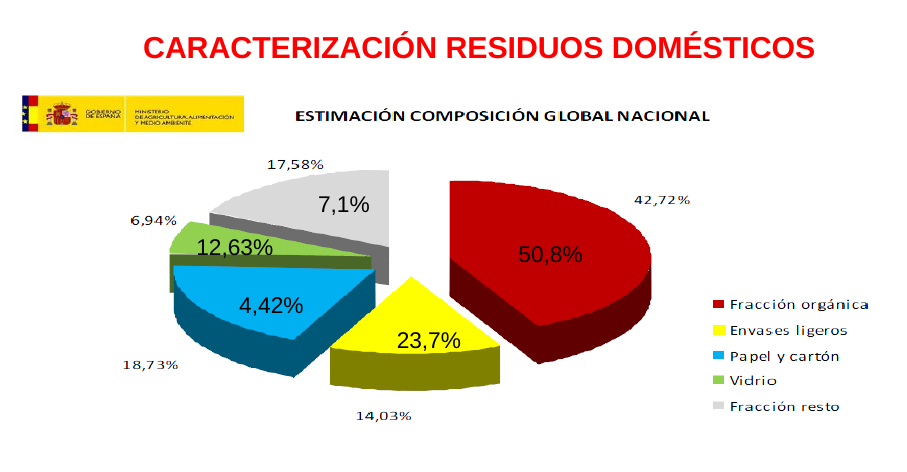 CARACTERIZACIÓN RESIDUOS DOMÉSTICOS
GOBIERNO
DE ESPAÑA
MINISTERIO
DE AGRICULTURA, ALIMENTACIÓN
Y MEDIO AMBIENTE
ESTIMACIÓN COMPOSICIÓN GLOBAL NACIONAL
17,58%
7,1%
42,72%
6,94%
12,63%
50,8%
4,42%
23,7%
18,73%
14,03%
Fracción orgánica
Envases ligeros
Papel y cartón
Vidrio
Fracción resto